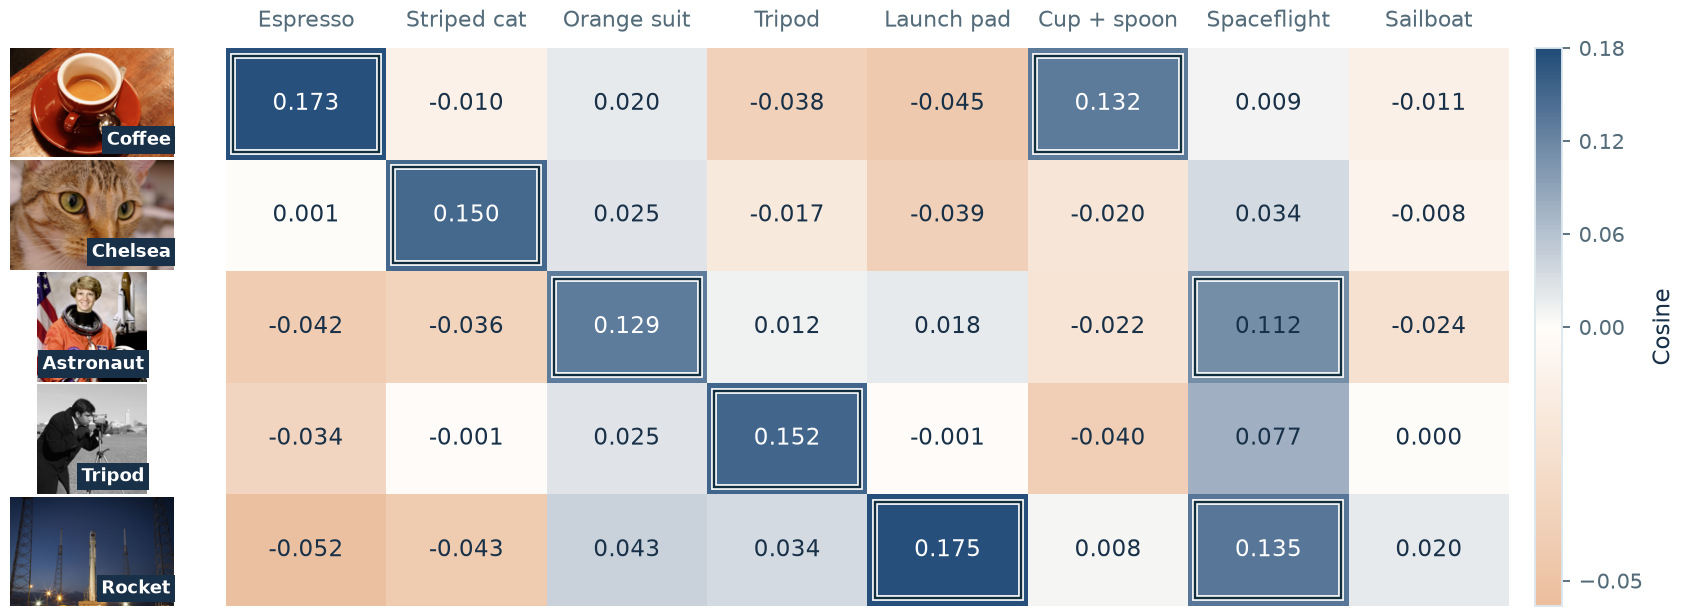 Espresso Striped cat Orange suit Tripod Launch pad Cup + spoon Spaceflight Sailboat
Coffee 0.173 -0.010 0.020 -0.038 -0.045 0.132 0.009 -0.011
Chelsea 0.001 0.150 0.025 -0.017 -0.039 -0.020 0.034 -0.008
Astronaut -0.042 -0.036 0.129 0.012 0.018 -0.022 0.112 -0.024
Tripod -0.034 -0.001 0.025 0.152 -0.001 -0.040 0.077 0.000
Rocket -0.052 -0.043 0.043 0.034 0.175 0.008 0.135 0.020
0.18
0.12
0.06
0.00
−0.05
Cosine